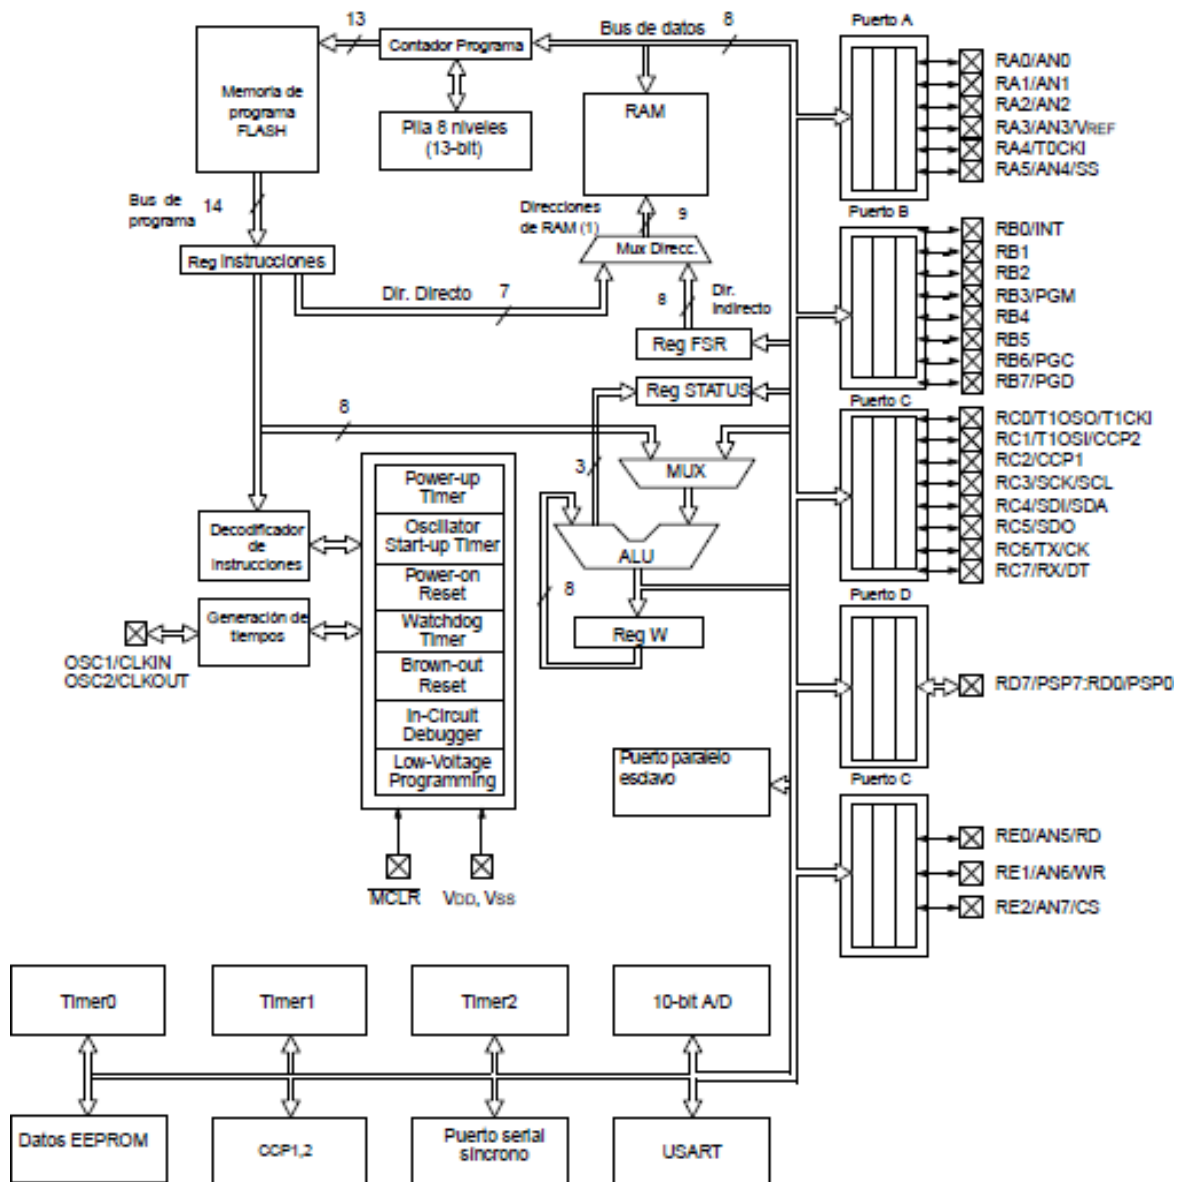 Puerto A
13
Bus de datos
8
Contador Programa
Memoria de
programa
FLASH
Pila 8 niveles
(13-bit)
RAM
RA0/AN0
RA1/AN1
RA2/AN2
RA3/AN3/VREF
RA4/T0CKI
RA5/AN4/SS
Bus de
programa
14
Direcciones
de RAM (1)
9
Mux Direcc.
Puerto B
RB0/INT
RB1
RB2
RB3/PGM
RB4
RB5
RB6/PGC
RB7/PGD
Reg Instrucciones
Dir. Directo
7
8
Dir.
Indirecto
Reg FSR
Reg STATUS
8
3
MUX
ALU
8
Reg W
Puerto C
RC0/T1OSO/T1CKI
RC1/T1OSI/CCP2
RC2/CCP1
RC3/SCK/SCL
RC4/SDI/SDA
RC5/SDO
RC6/TX/CK
RC7/RX/DT
Power-up
Timer
Oscillator
Start-up Timer
Power-on
Reset
Watchdog
Timer
Brown-out
Reset
In-Circuit
Debugger
Low-Voltage
Programming
Decodificador
de
Instrucciones
Generación de
tiempos
OSC1/CLKIN
OSC2/CLKOUT
MCLR
VDD, VSS
Puerto D
RD7/PSP7:RD0/PSP0
Puerto paralelo
esclavo
Puerto C
RE0/AN5/RD
RE1/AN6/WR
RE2/AN7/CS
Timer0
Timer1
Timer2
10-bit A/D
Datos EEPROM
CCP1,2
Puerto serial
síncrono
USART